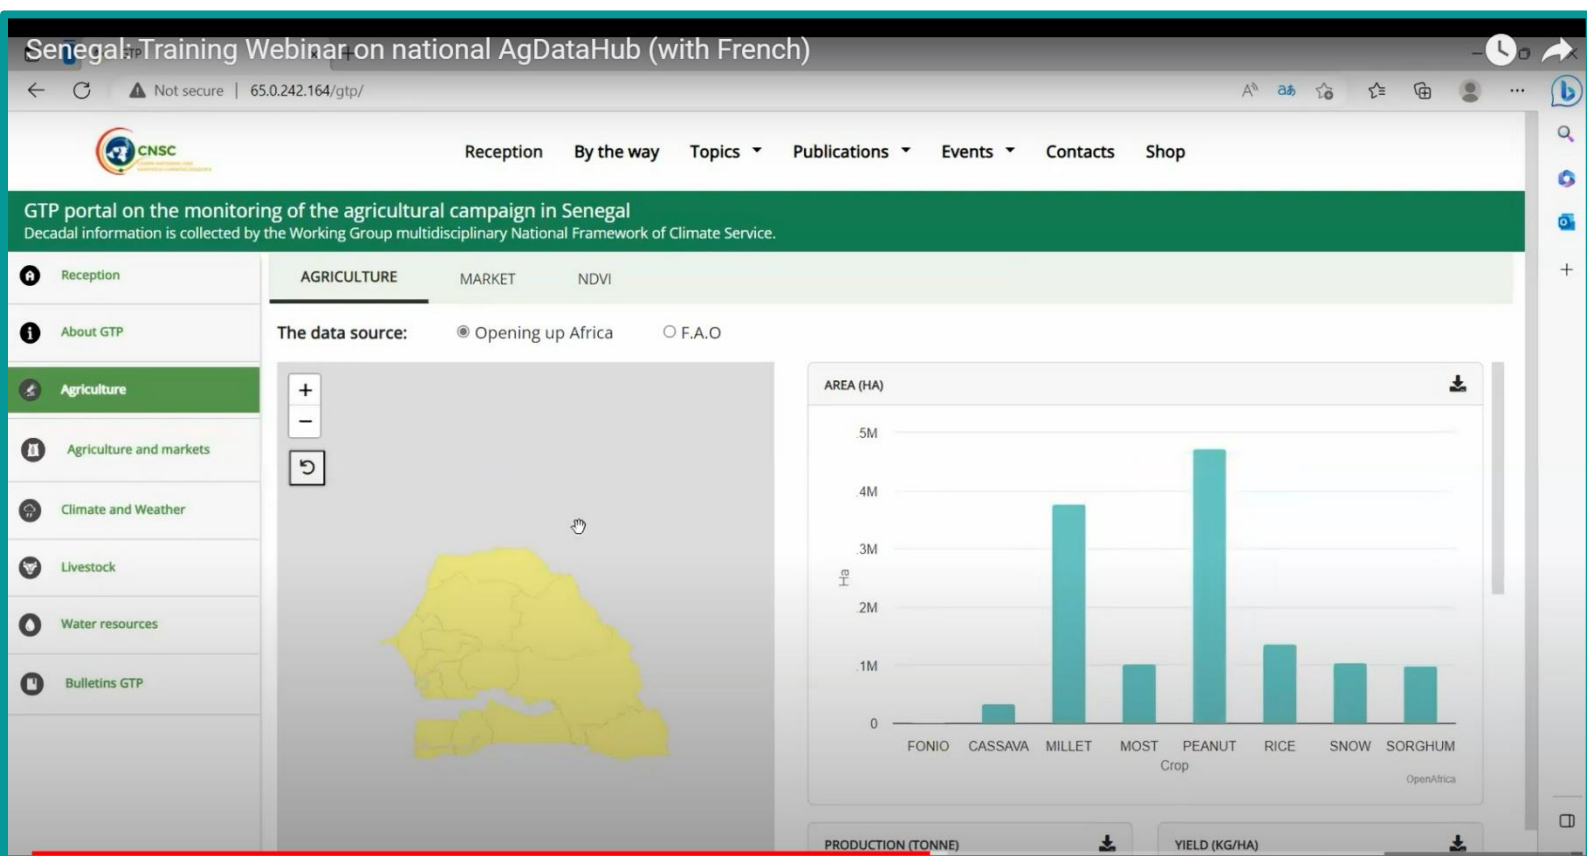 Senegal: Training Webinar on national AgDataHub (with French)
Not secure | 65.0.242.164/gtp/
CNSC
Reception By the way Topics Publications Events Contacts Shop
GTP portal on the monitoring of the agricultural campaign in Senegal
Decadal information is collected by the Working Group multidisciplinary National Framework of Climate Service.
Reception
About GTP
Agriculture
Agriculture and markets
Climate and Weather
Livestock
Water resources
Bulletins GTP
AGRICULTURE MARKET NDVI
The data source: Opening up Africa F.A.O
+
−
AREA (HA)
.5M
.4M
.3M
.2M
.1M
0
Ha
FONIO CASSAVA MILLET MOST PEANUT RICE SNOW SORGHUM
Crop
OpenAfrica
PRODUCTION (TONNE) YIELD (KG/HA)